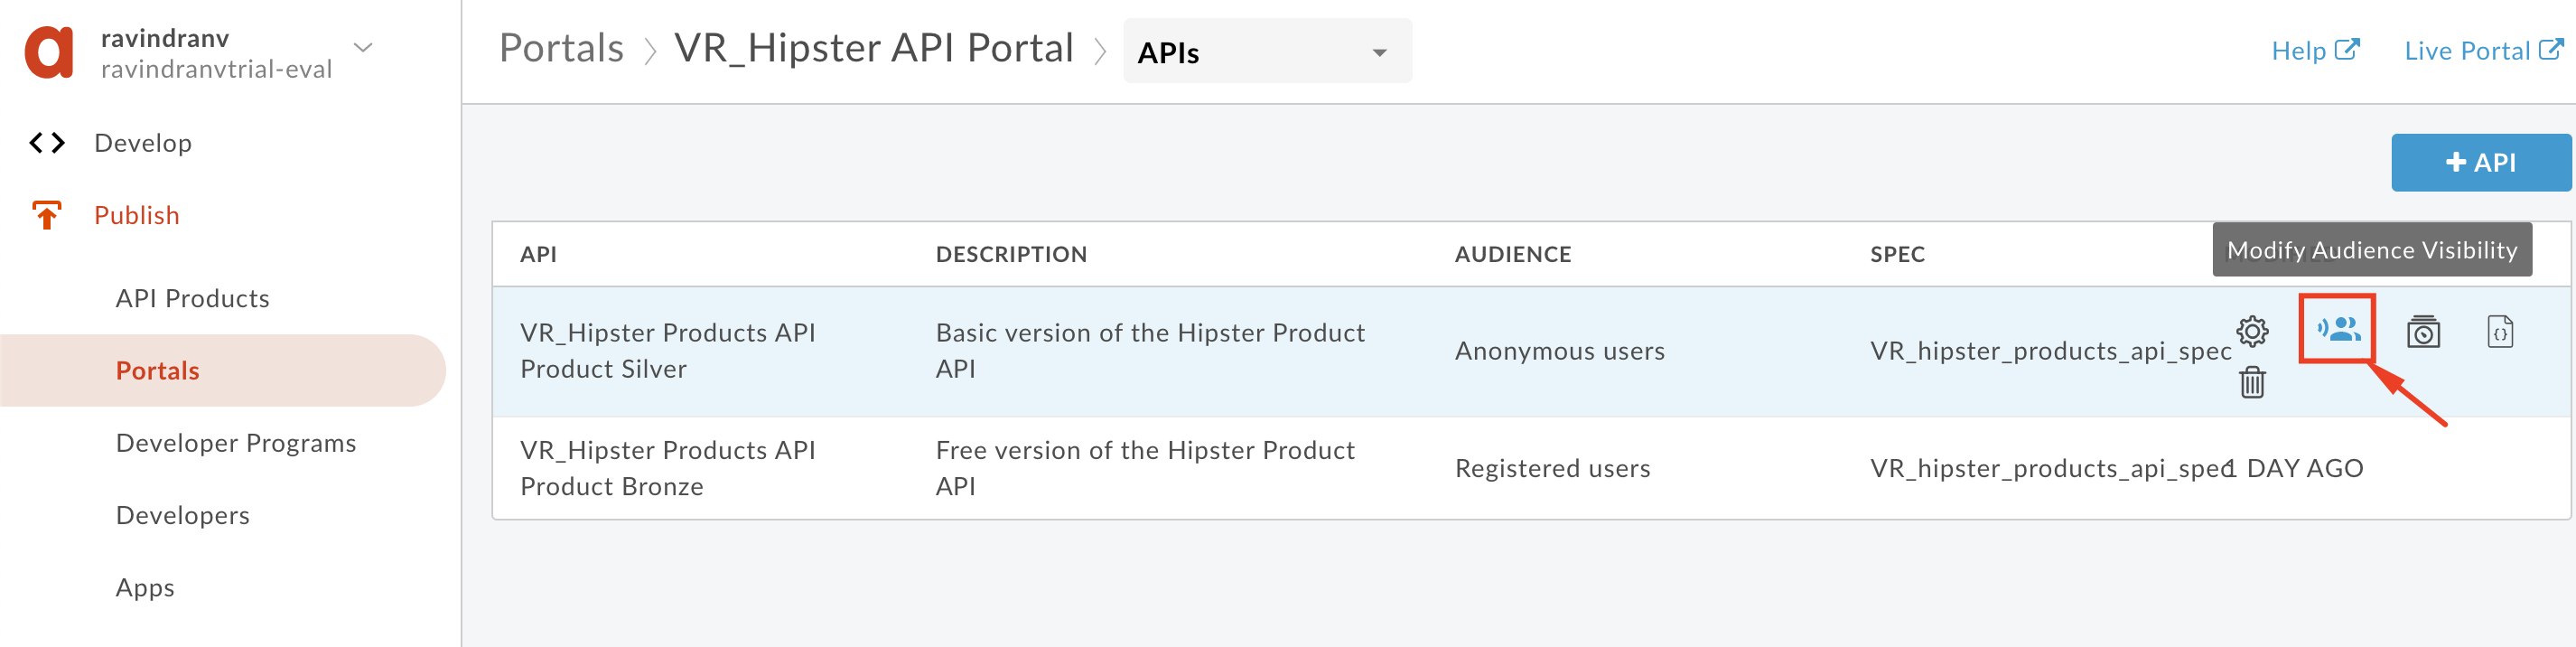 ravindranv
ravindranvtrial-eval
Portals
VR_Hipster API Portal
APIs
Help
Live Portal
Develop
Publish
API Products
Portals
Developer Programs
Developers
Apps
+ API
API
DESCRIPTION
AUDIENCE
SPEC
Modify Audience Visibility
VR_Hipster Products API
Product Silver
Basic version of the Hipster Product
API
Anonymous users
VR_hipster_products_api_spec
VR_Hipster Products API
Product Bronze
Free version of the Hipster Product
API
Registered users
VR_hipster_products_api_spec
1 DAY AGO